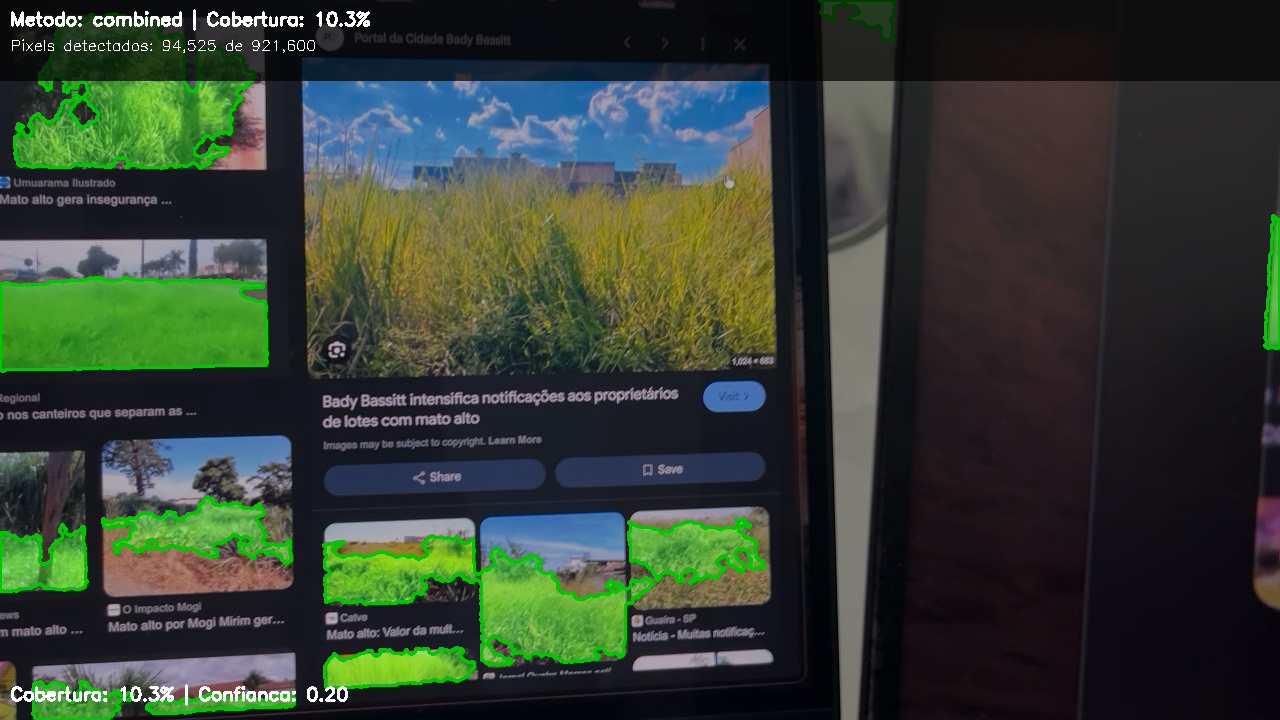 Metodo: combined | Cobertura: 10.3%
Pixels detectados: 94,525 de 921,600
Portal da Cidade Bady Bassitt
Umuarama Ilustrado
Mato alto gera insegurança ...
1,024 × 683
Regional
nos canteiros que separam as ...
Bady Bassitt intensifica notificações aos proprietários
de lotes com mato alto
Visit >
Images may be subject to copyright. Learn More
Share
Save
O Impacto Mogi
Mato alto por Mogi Mirim ger...
mato alto ...
Catve
Mato alto: Valor da mult...
Guaíra - SP
Notícia - Muitas notificaç...
Cobertura: 10.3% | Confianca: 0.20